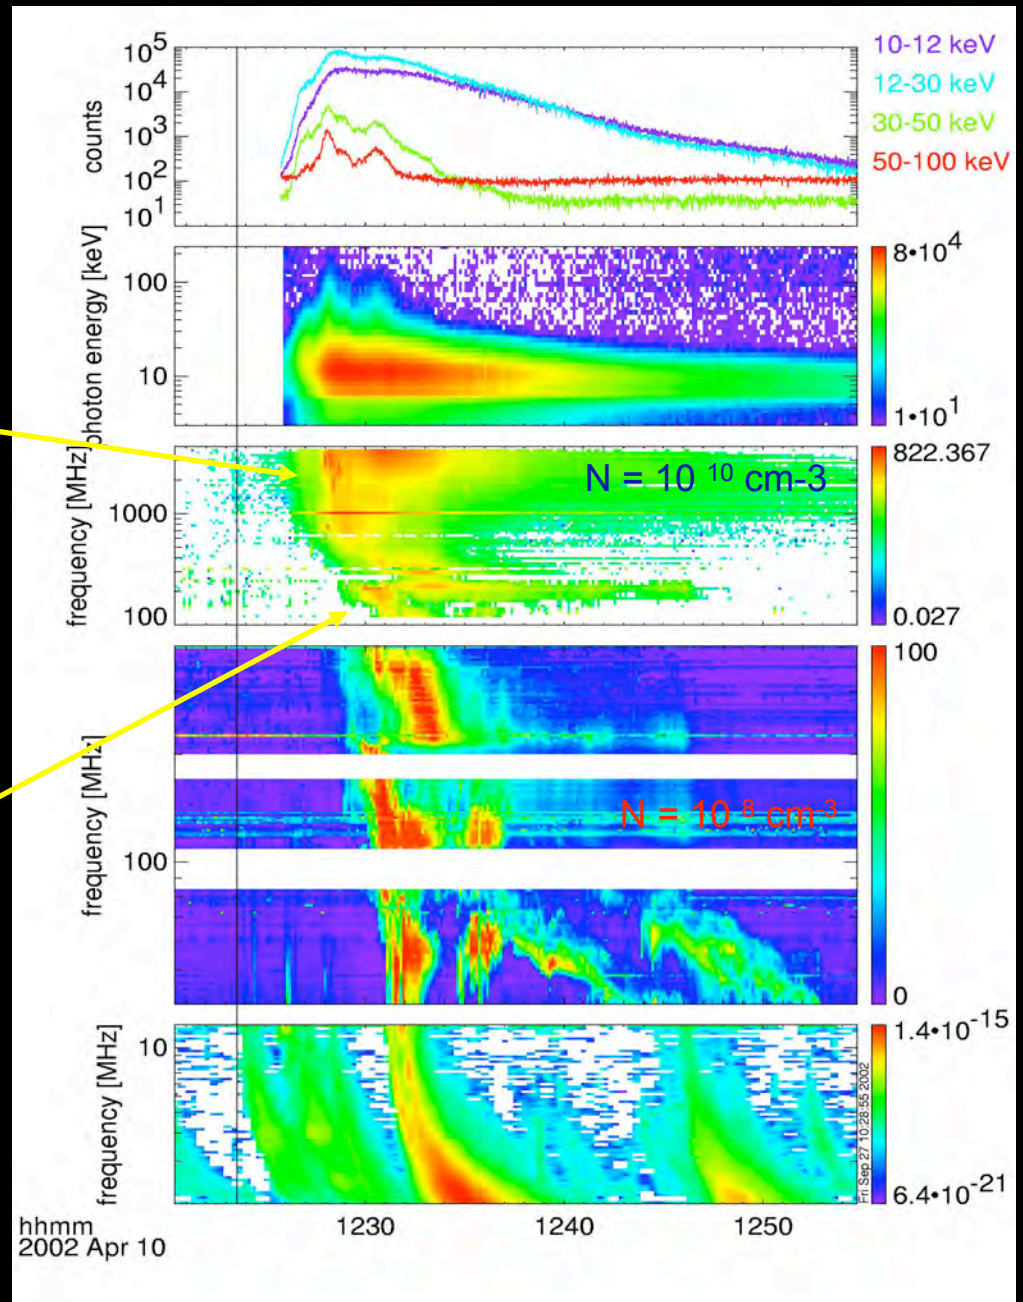 10⁵
10⁴
10³
10²
10¹
counts
10-12 keV
12-30 keV
30-50 keV
50-100 keV
photon energy [keV]
100
10
8•10⁴
1•10¹
frequency [MHz]
1000
100
N = 10 ¹⁰ cm-3
822.367
0.027
frequency [MHz]
100
N = 10 ⁸ cm⁻³
100
0
frequency [MHz]
10
1.4•10⁻¹⁵
6.4•10⁻²¹
Fri Sep 27 10:28:55 2002
hhmm
2002 Apr 10
1230
1240
1250